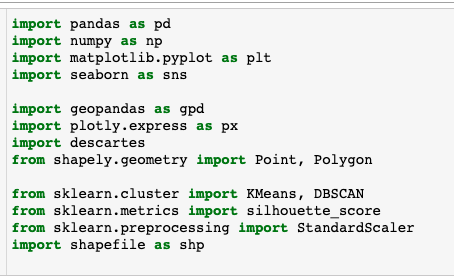 import pandas as pd
import numpy as np
import matplotlib.pyplot as plt
import seaborn as sns

import geopandas as gpd
import plotly.express as px
import descartes
from shapely.geometry import Point, Polygon

from sklearn.cluster import KMeans, DBSCAN
from sklearn.metrics import silhouette_score
from sklearn.preprocessing import StandardScaler
import shapefile as shp